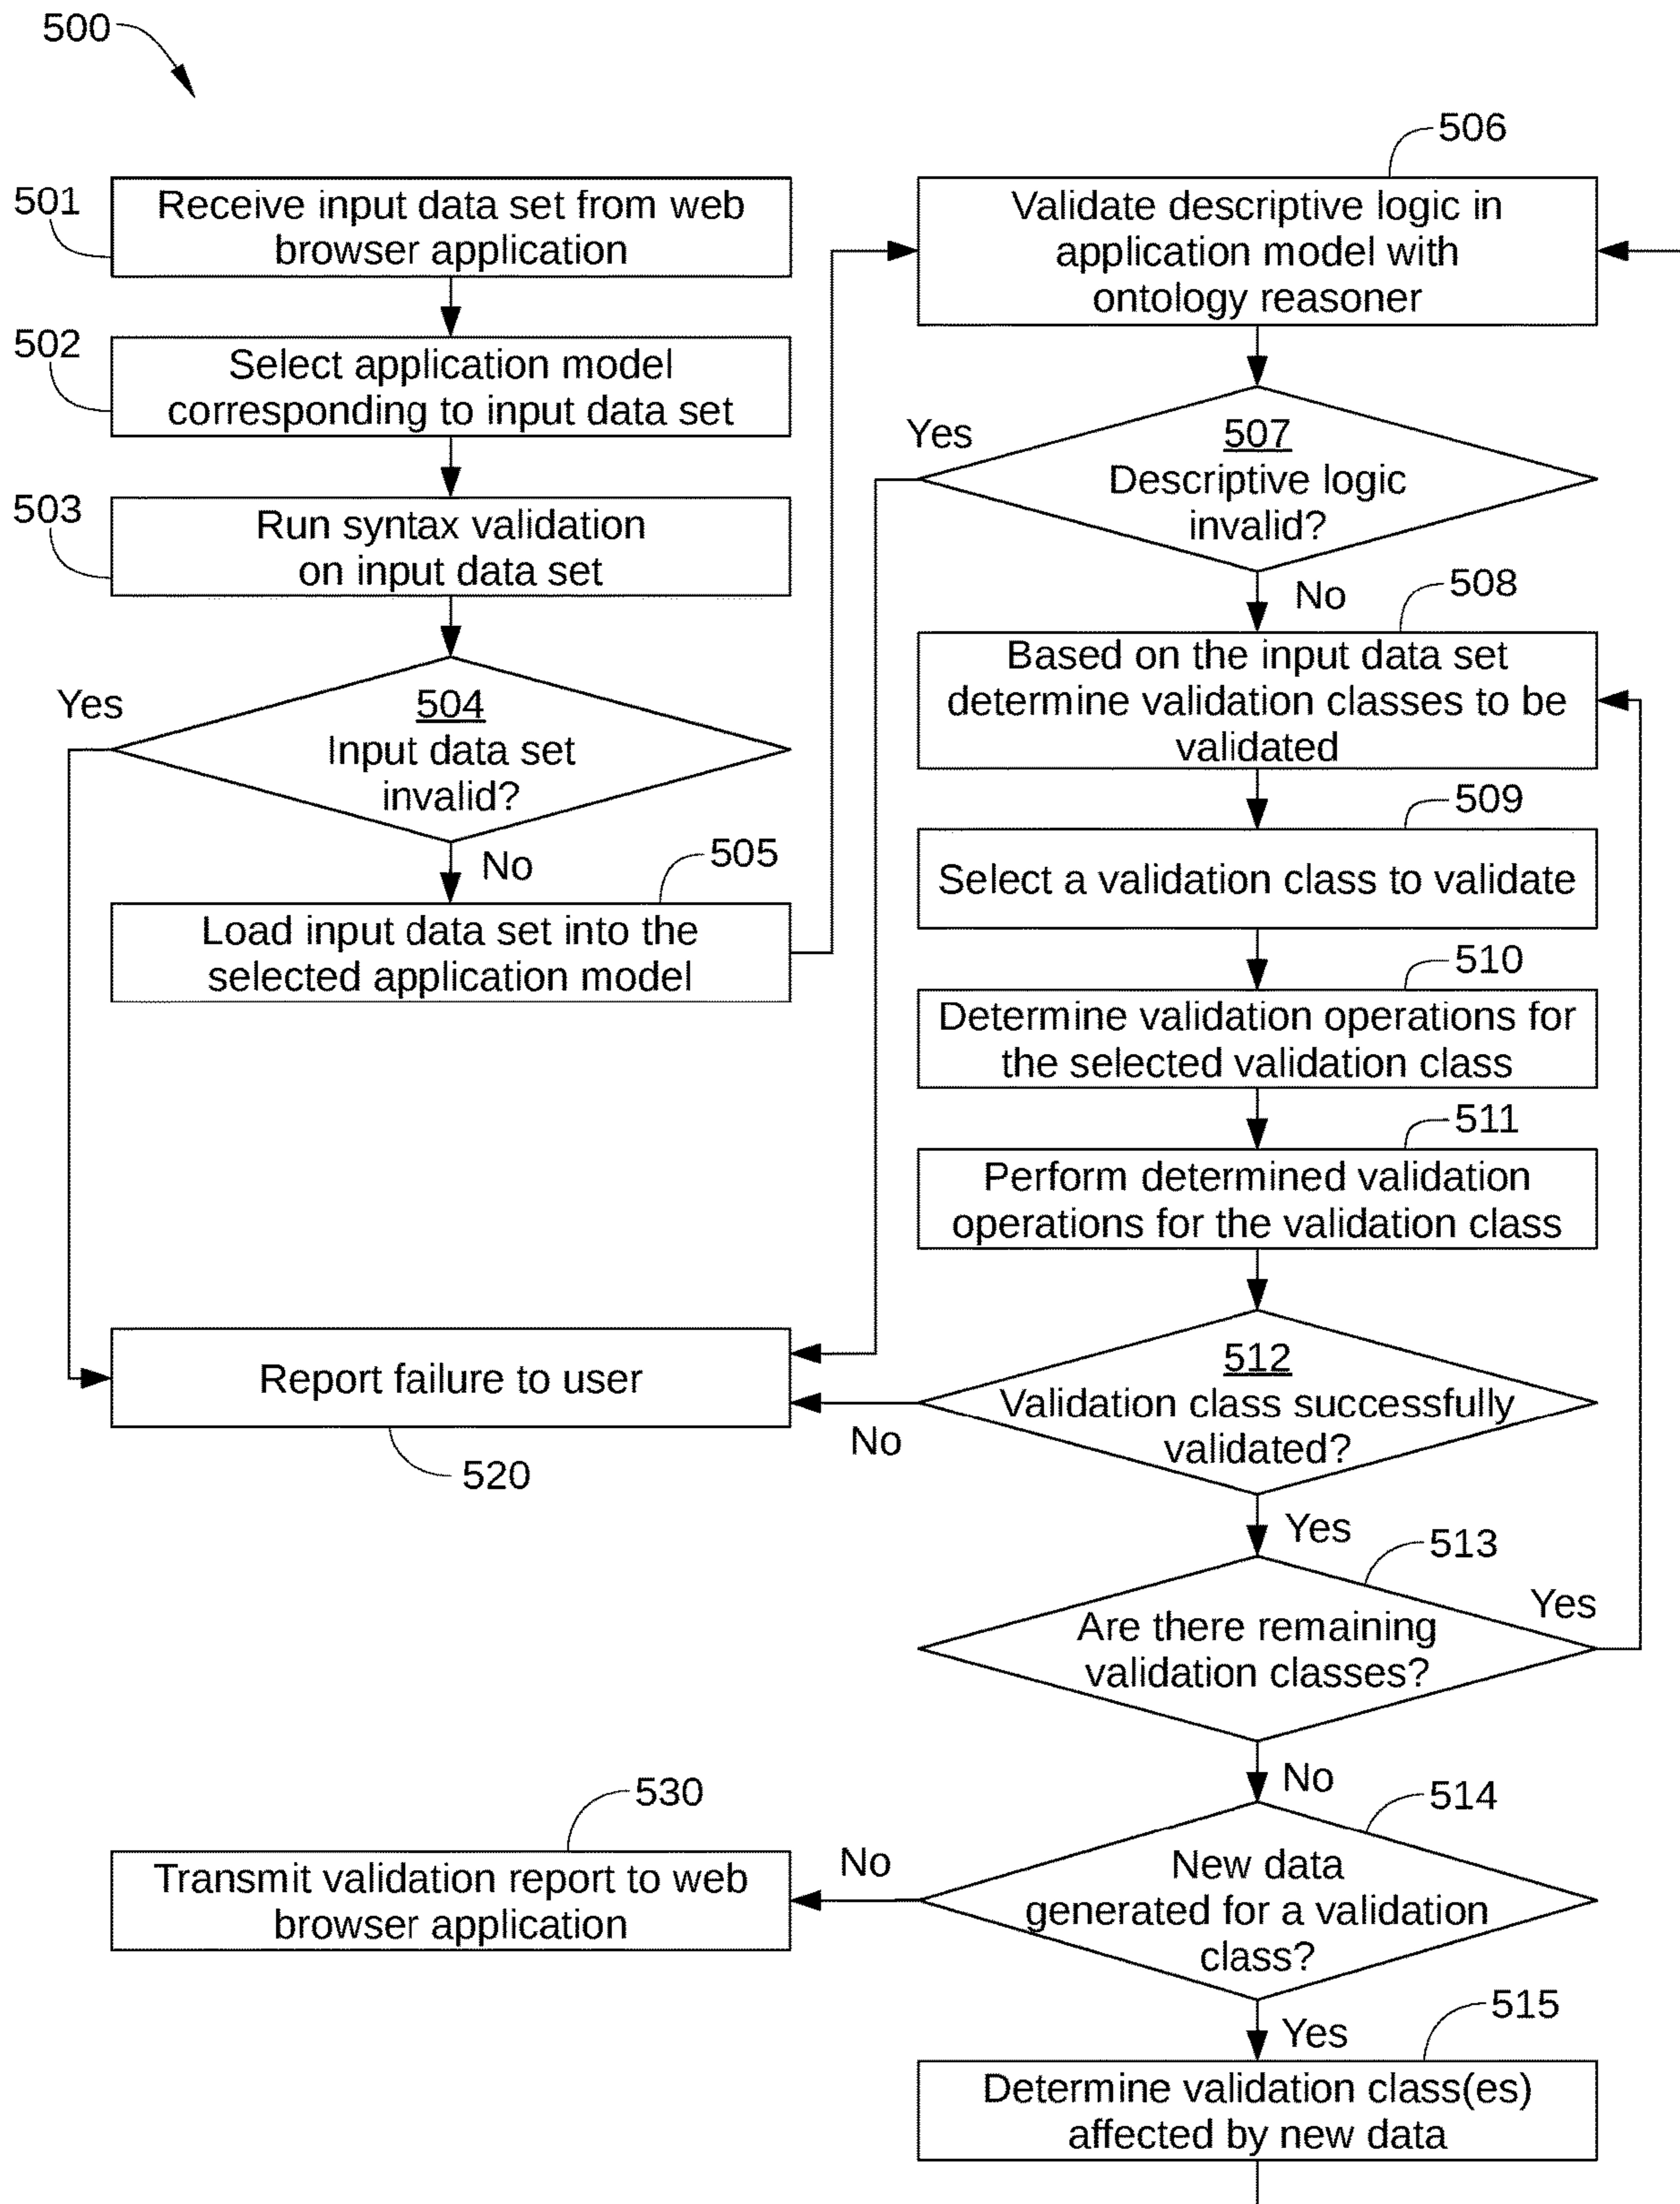 500
501
Receive input data set from web
browser application
502
Select application model
corresponding to input data set
503
Run syntax validation
on input data set
Yes
504
Input data set
invalid?
No
505
Load input data set into the
selected application model
506
Validate descriptive logic in
application model with
ontology reasoner
Yes
507
Descriptive logic
invalid?
No
508
Based on the input data set
determine validation classes to be
validated
509
Select a validation class to validate
510
Determine validation operations for
the selected validation class
511
Perform determined validation
operations for the validation class
Report failure to user
520
512
Validation class successfully
validated?
No
Yes
513
Are there remaining
validation classes?
Yes
No
514
New data
generated for a validation
class?
No
530
Transmit validation report to web
browser application
Yes
515
Determine validation class(es)
affected by new data